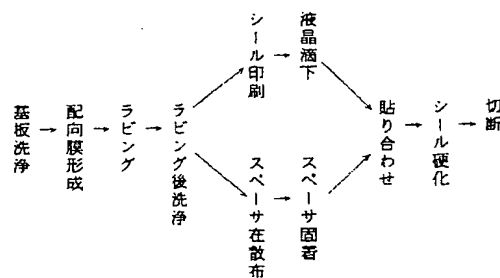 基板洗浄
配向膜形成
ラビング
ラビング後洗浄
シール印刷
液晶滴下
スペーサ在散布
スペーサ固着
貼り合わせ
シール硬化
切断